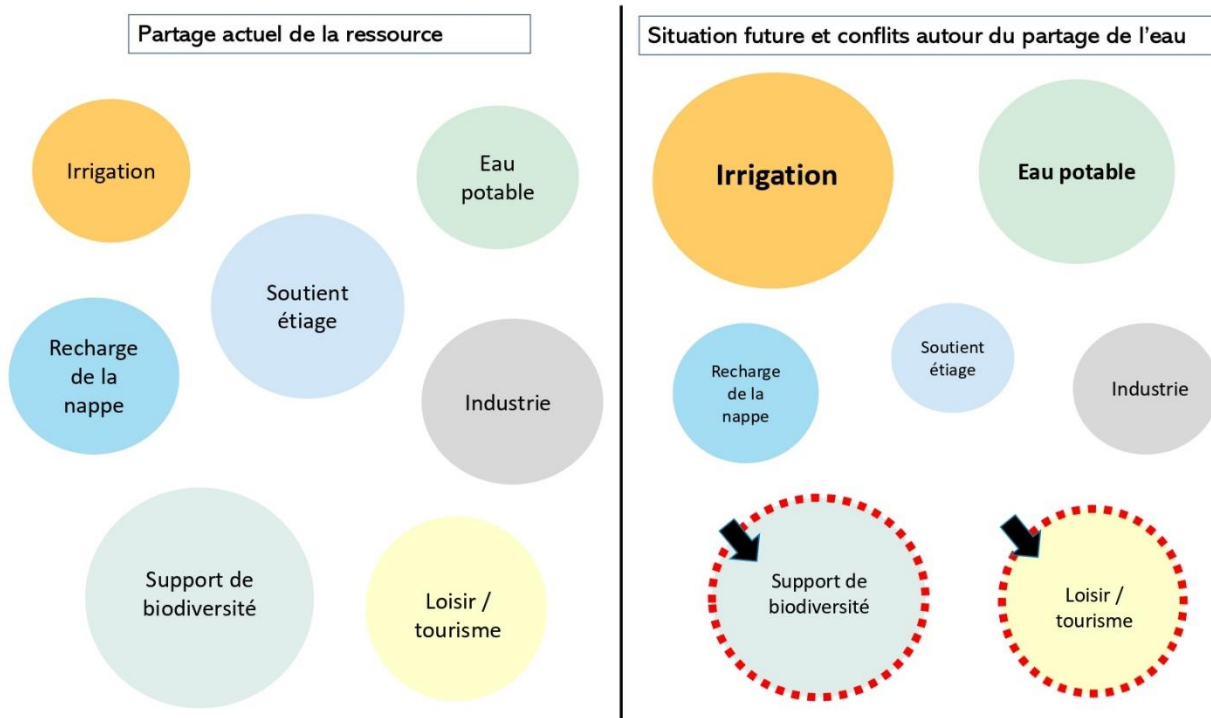 Partage actuel de la ressource
Irrigation
Eau
potable
Soutient
étiage
Recharge
de la
nappe
Industrie
Support de
biodiversité
Loisir /
tourisme
Situation future et conflits autour du partage de l'eau
Irrigation
Eau potable
Soutient
étiage
Recharge
de la
nappe
Industrie
Support de
biodiversité
Loisir /
tourisme